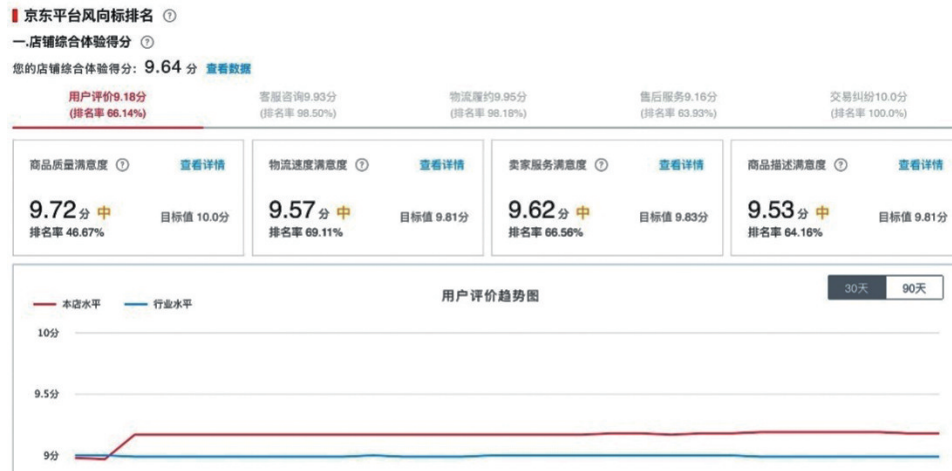 京东平台风向标排名 ?
一.店铺综合体验得分 ?
您的店铺综合体验得分: 9.64 分 查看数据
用户评价9.18分 客服咨询9.93分 物流履约9.95分 售后服务9.16分 交易纠纷10.0分
(排名率 66.14%) (排名率 98.50%) (排名率 98.18%) (排名率 63.93%) (排名率 100.0%)
商品质量满意度 ? 查看详情 物流速度满意度 ? 查看详情 卖家服务满意度 ? 查看详情 商品描述满意度 ? 查看详情
9.72 分 中 目标值 10.0分 9.57 分 中 目标值 9.81分 9.62 分 中 目标值 9.83分 9.53 分 中 目标值 9.81分
排名率 46.67% 排名率 69.11% 排名率 66.56% 排名率 64.16%
本店水平 行业水平 用户评价趋势图 30天 90天
10分
9.5分
9分